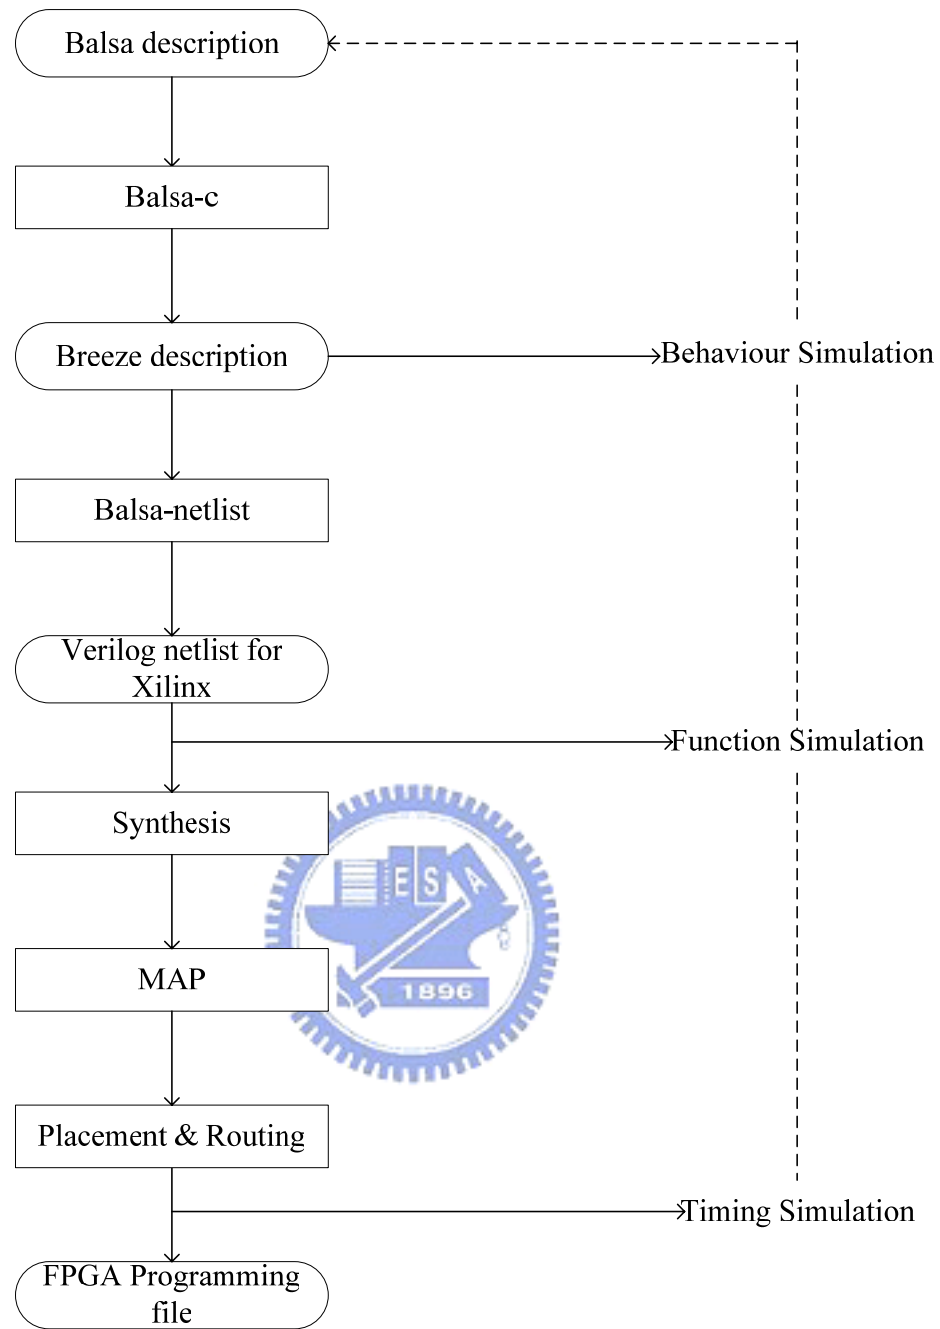 Balsa description
Balsa-c
Breeze description
Behaviour Simulation
Balsa-netlist
Verilog netlist for
Xilinx
Function Simulation
Synthesis
E S A
MAP
1896
Placement & Routing
Timing Simulation
FPGA Programming
file